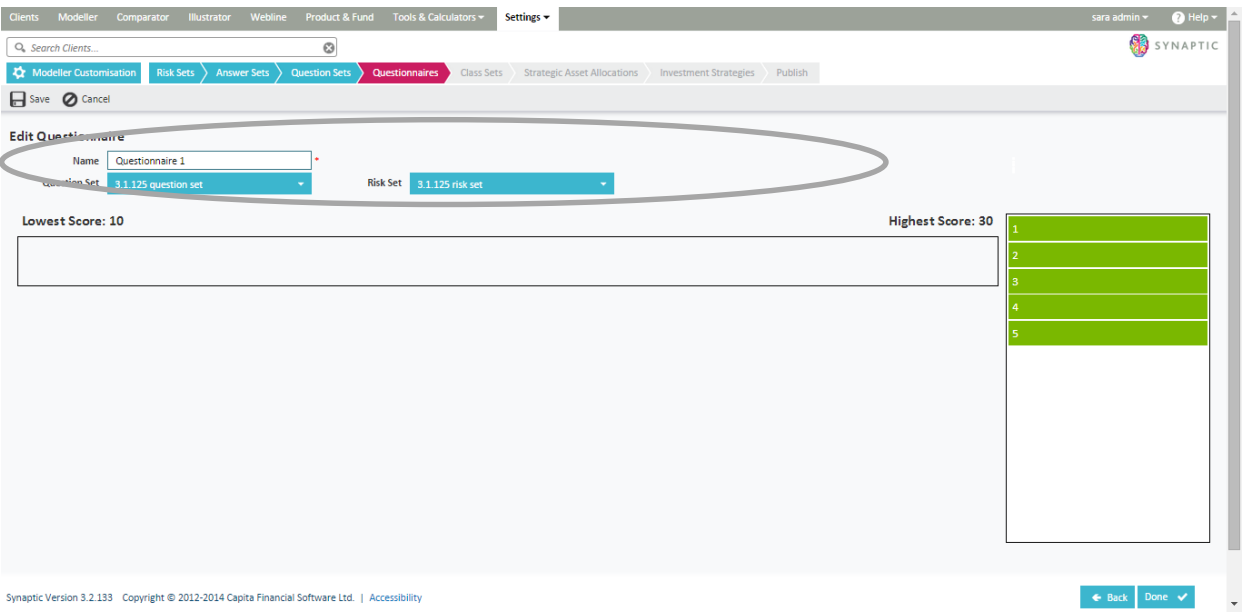 Clients Modeller Comparator Illustrator Webline Product & Fund Tools & Calculators Settings sara admin Help
Search Clients...
SYNAPTIC
Modeller Customisation Risk Sets Answer Sets Question Sets Questionnaires Class Sets Strategic Asset Allocations Investment Strategies Publish
Save Cancel
Edit Questionnaire
Name Questionnaire 1 *
Question Set 3.1.125 question set Risk Set 3.1.125 risk set
Lowest Score: 10 Highest Score: 30
1
2
3
4
5
Synaptic Version 3.2.133 Copyright © 2012-2014 Capita Financial Software Ltd. | Accessibility Back Done